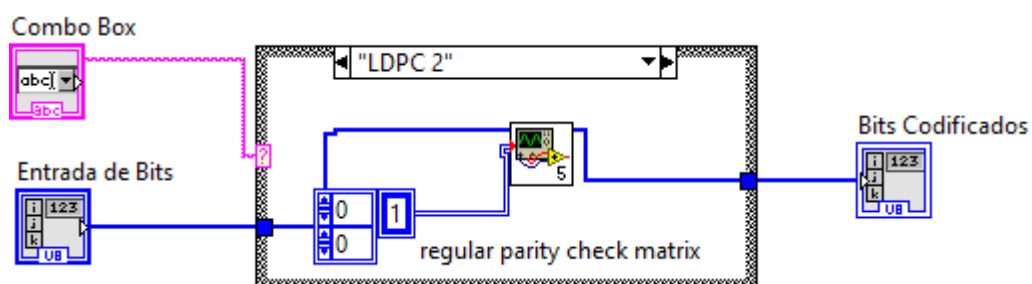 Combo Box
abc
abc
"LDPC 2"
?
Entrada de Bits
i 123
j
k
U8
0
0
1
5
regular parity check matrix
Bits Codificados
i 123
j
k
U8